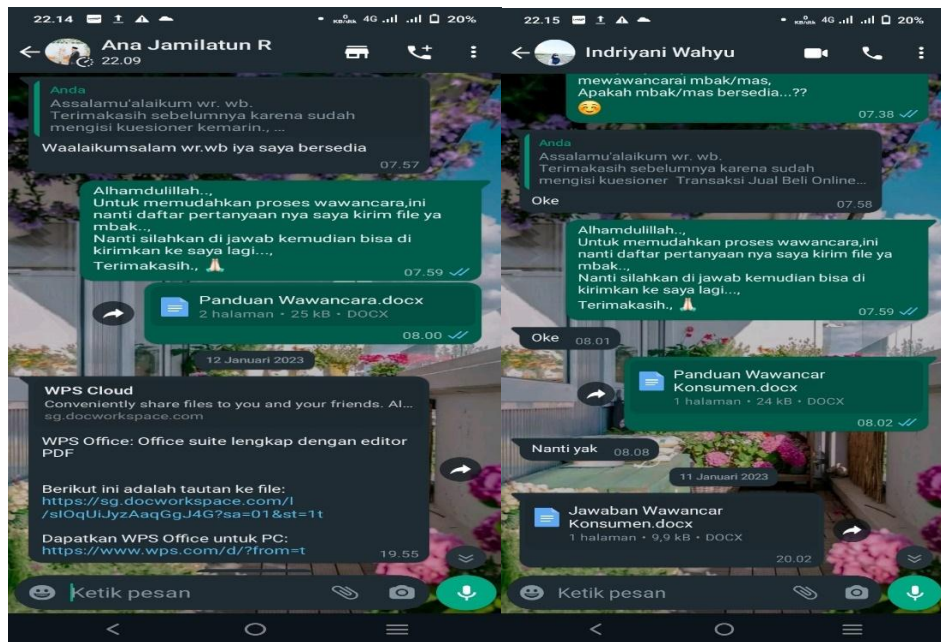 22.14 4G 20%
Ana Jamilatun R
22.09
Anda
Assalamu'alaikum wr. wb.
Terimakasih sebelumnya karena sudah
mengisi kuesioner kemarin., ...
Waalaikumsalam wr.wb iya saya bersedia
07.57
Alhamdulillah..,
Untuk memudahkan proses wawancara,ini
nanti daftar pertanyaan nya saya kirim file ya
mbak..,
Nanti silahkan di jawab kemudian bisa di
kirimkan ke saya lagi...,
Terimakasih., 🙏🏻
07.59
Panduan Wawancara.docx
2 halaman • 25 kB • DOCX
08.00
12 Januari 2023
WPS Cloud
Conveniently share files to you and your friends. Al...
sg.docworkspace.com
WPS Office: Office suite lengkap dengan editor
PDF
Berikut ini adalah tautan ke file:
https://sg.docworkspace.com/l
/slOqUiJyzAaqGgJ4G?sa=01&st=1t
Dapatkan WPS Office untuk PC:
https://www.wps.com/d/?from=t
19.55
Ketik pesan
22.15 4G 20%
Indriyani Wahyu
mewawancarai mbak/mas,
Apakah mbak/mas bersedia...??
☺️
07.38
Anda
Assalamu'alaikum wr. wb.
Terimakasih sebelumnya karena sudah
mengisi kuesioner Transaksi Jual Beli Online...
Oke
07.58
Alhamdulillah..,
Untuk memudahkan proses wawancara,ini
nanti daftar pertanyaan nya saya kirim file ya
mbak..,
Nanti silahkan di jawab kemudian bisa di
kirimkan ke saya lagi...,
Terimakasih., 🙏🏻
07.59
Oke 08.01
Panduan Wawancar
Konsumen.docx
1 halaman • 24 kB • DOCX
08.02
Nanti yak 08.08
11 Januari 2023
Jawaban Wawancar
Konsumen.docx
1 halaman • 9,9 kB • DOCX
20.02
Ketik pesan